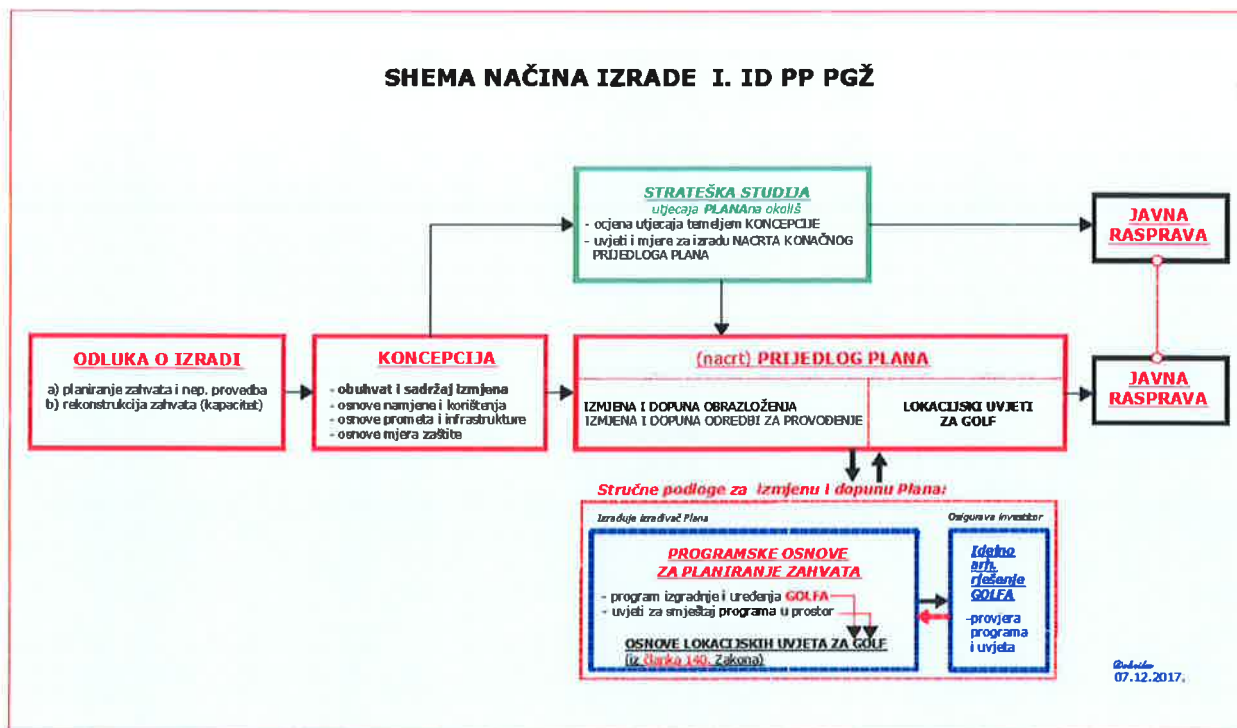 SHEMA NAČINA IZRADE I. ID PP PGŽ
STRATEŠKA STUDIJA
utjecaja PLANAna okoliš
- ocjena utjecaja temeljem KONCEPCIJE
- uvjeti i mjere za izradu NACRTA KONAČNOG
PRIJEDLOGA PLANA
JAVNA
RASPRAVA
ODLUKA O IZRADI
a) planiranje zahvata i nep. provedba
b) rekonstrukcija zahvata (kapacitet)
KONCEPCIJA
- obuhvat i sadržaj izmjena
- osnove namjene i korištenja
- osnove prometa i infrastrukture
- osnove mjera zaštite
(nacrt) PRIJEDLOG PLANA
IZMJENA I DOPUNA OBRAZLOŽENJA
IZMJENA I DOPUNA ODREDBI ZA PROVOĐENJE
LOKACIJSKI UVJETI
ZA GOLF
JAVNA
RASPRAVA
Stručne podloge za izmjenu i dopunu Plana:
Izrađuje izrađivač Plana
Osigurava investitor
PROGRAMSKE OSNOVE
ZA PLANIRANJE ZAHVATA
- program izgradnje i uređenja GOLFA
- uvjeti za smještaj programa u prostor
OSNOVE LOKACIJSKIH UVJETA ZA GOLF
(iz članka 140. Zakona)
Idejno
arh.
rješenje
GOLFA
-provjera
programa
i uvjeta
07.12.2017.